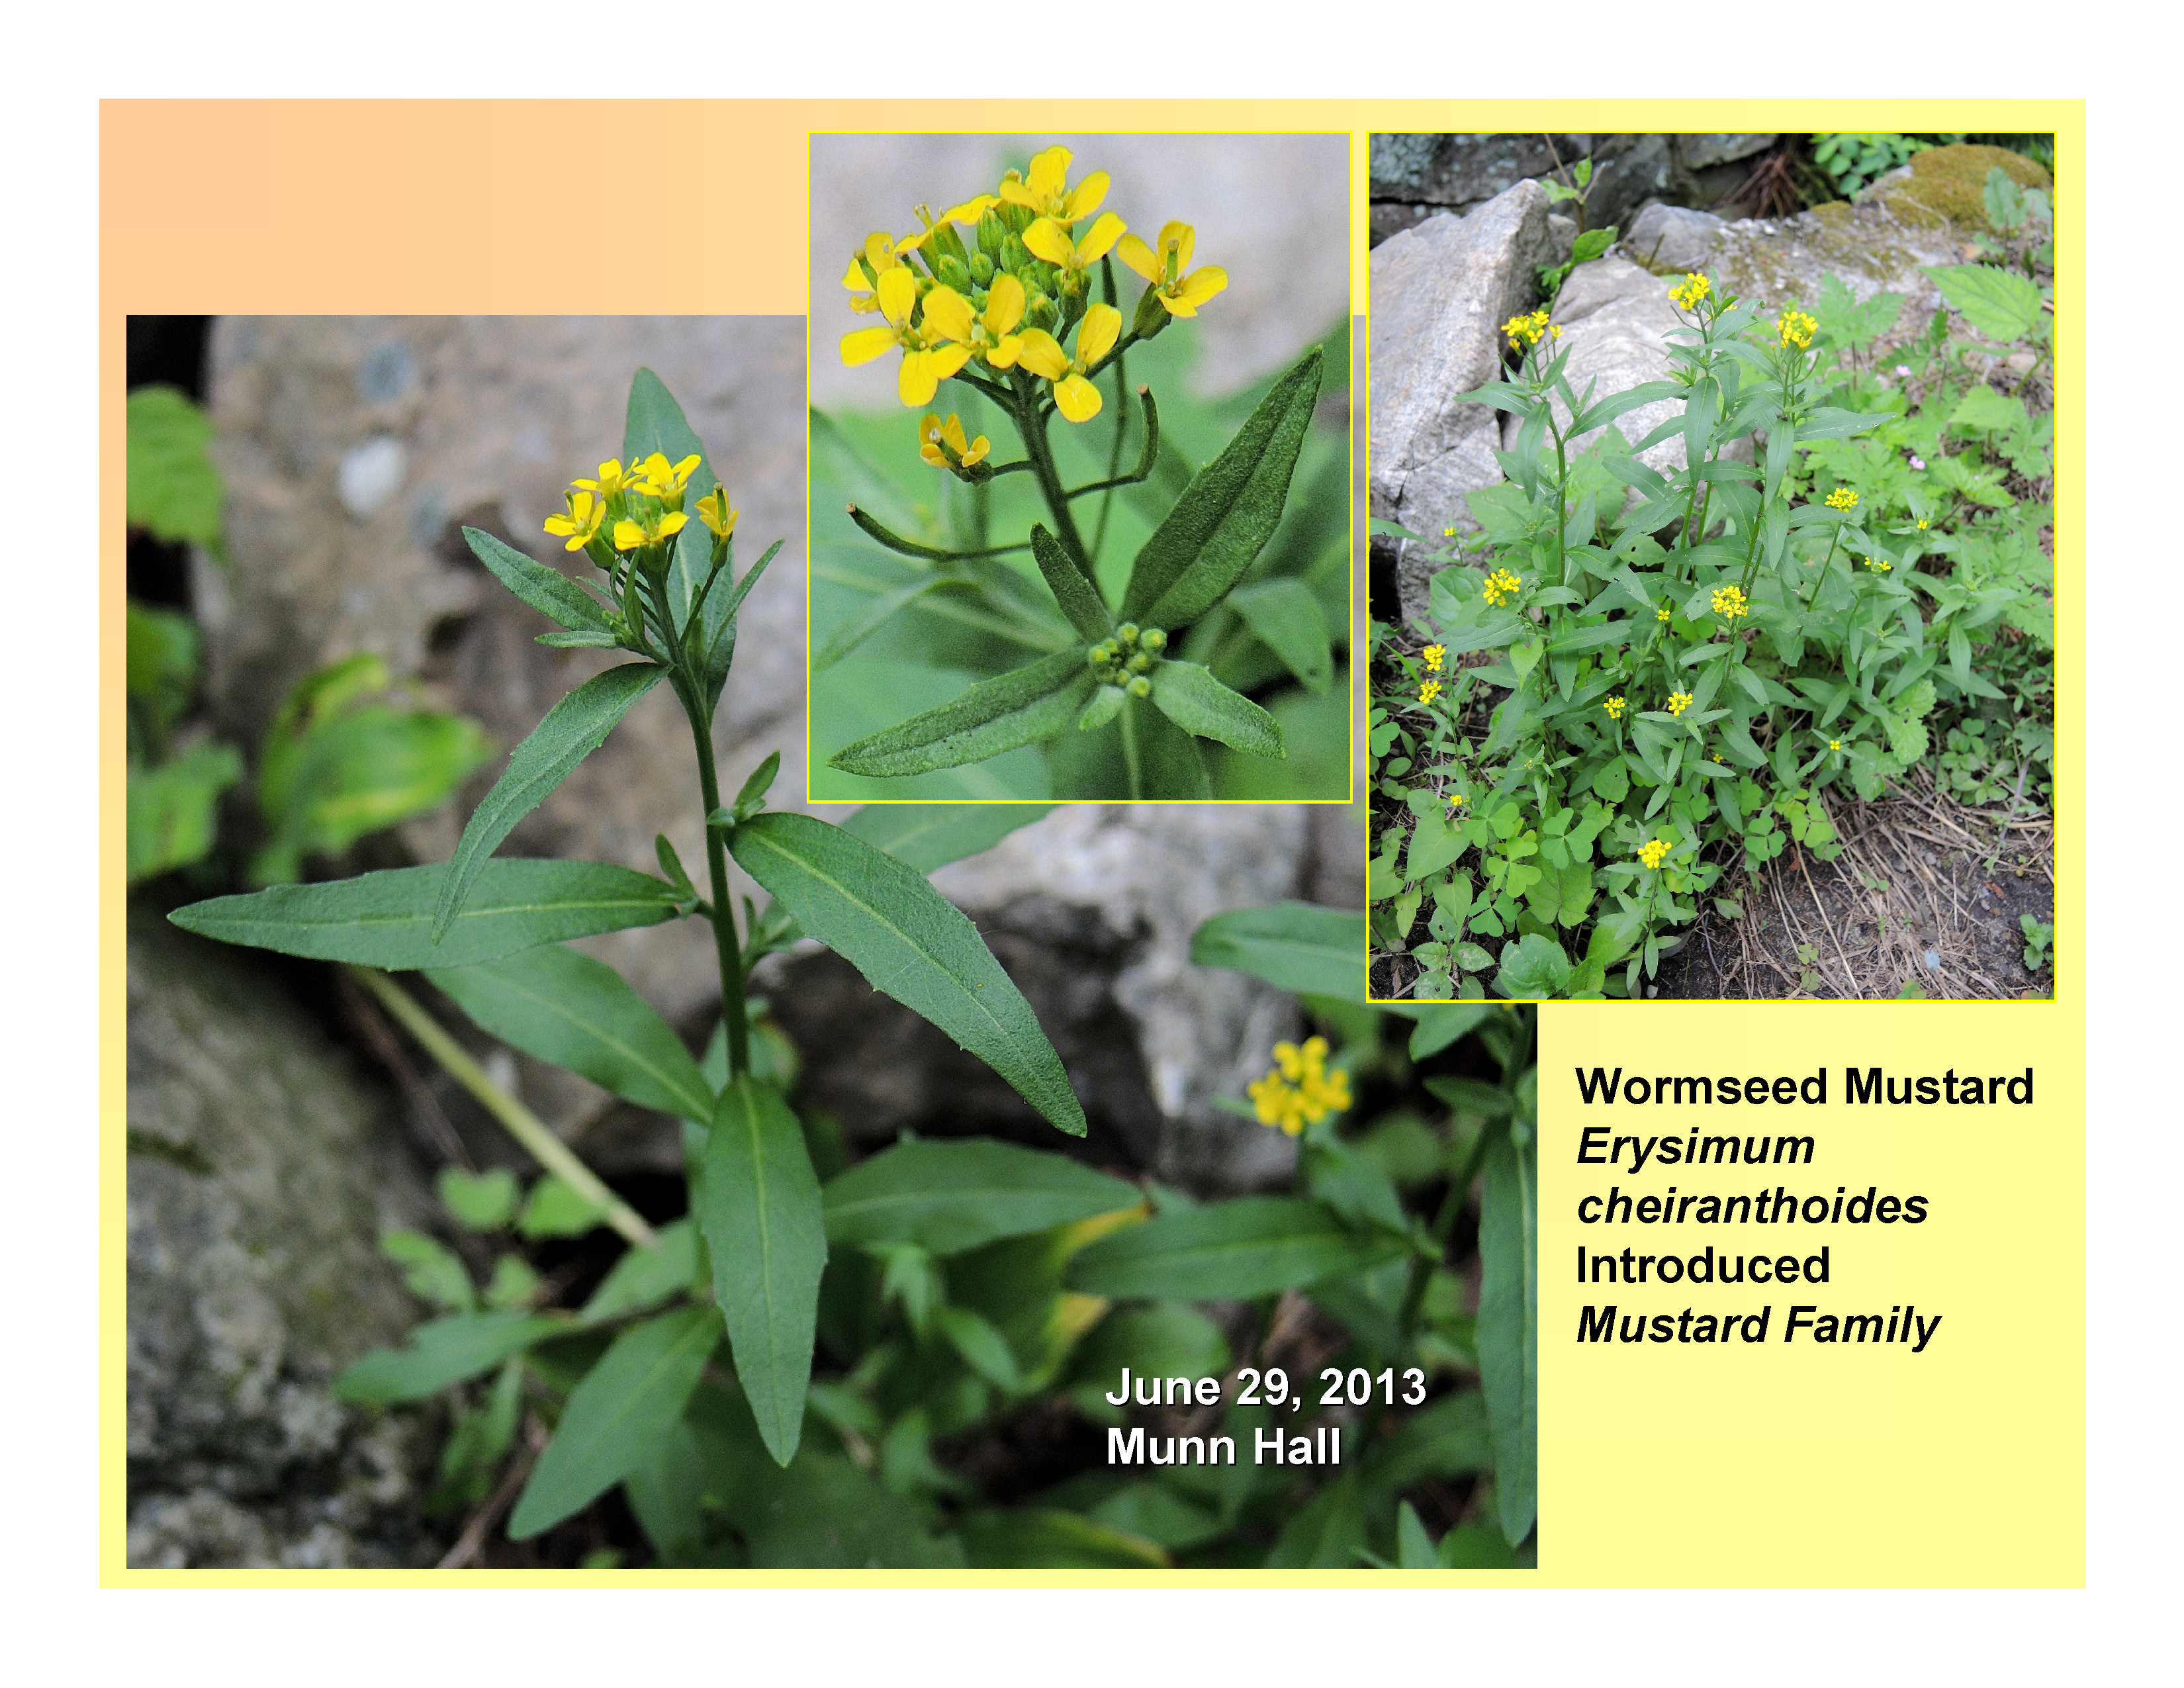 Wormseed Mustard
Erysimum
cheiranthoides
Introduced
Mustard Family
June 29, 2013
Munn Hall